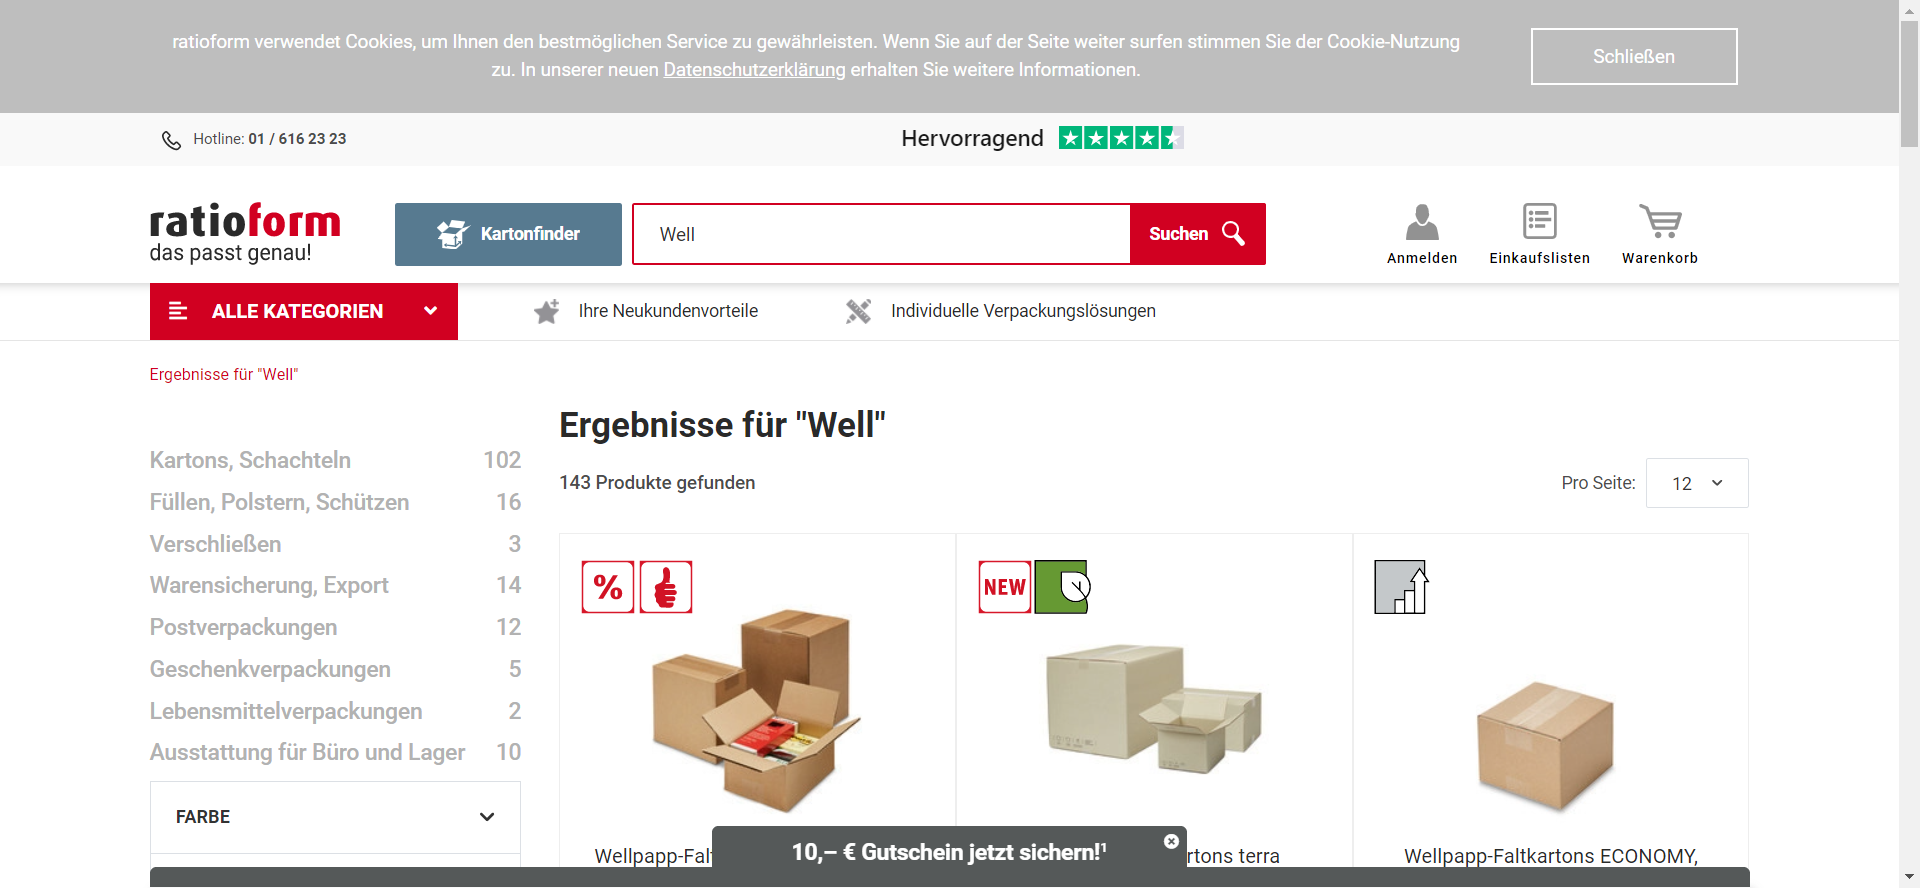 ratioform verwendet Cookies, um Ihnen den bestmöglichen Service zu gewährleisten. Wenn Sie auf der Seite weiter surfen stimmen Sie der Cookie-Nutzung
zu. In unserer neuen Datenschutzerklärung erhalten Sie weitere Informationen.
Schließen
Hotline: 01 / 616 23 23
Hervorragend
ratioform
das passt genau!
Kartonfinder
Well
Suchen
Anmelden
Einkaufslisten
Warenkorb
ALLE KATEGORIEN
Ihre Neukundenvorteile
Individuelle Verpackungslösungen
Ergebnisse für "Well"
Ergebnisse für "Well"
143 Produkte gefunden
Pro Seite: 12
Kartons, Schachteln 102
Füllen, Polstern, Schützen 16
Verschließen 3
Warensicherung, Export 14
Postverpackungen 12
Geschenkverpackungen 5
Lebensmittelverpackungen 2
Ausstattung für Büro und Lager 10
FARBE
%
NEW
Wellpapp-Falt
rtons terra
Wellpapp-Faltkartons ECONOMY,
10,– € Gutschein jetzt sichern!¹